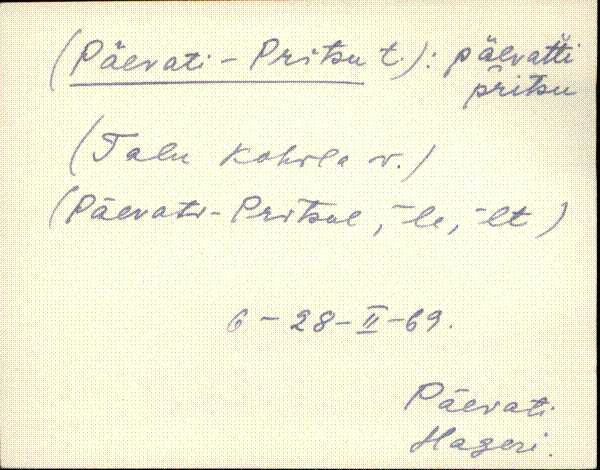 (Päevati-Pritsu t.): päevatti
pritsu
(Talu Kohila v.)
(Päevati-Pritsul, -le, -lt)
6-28-II-69.
Päevati
Hageri.